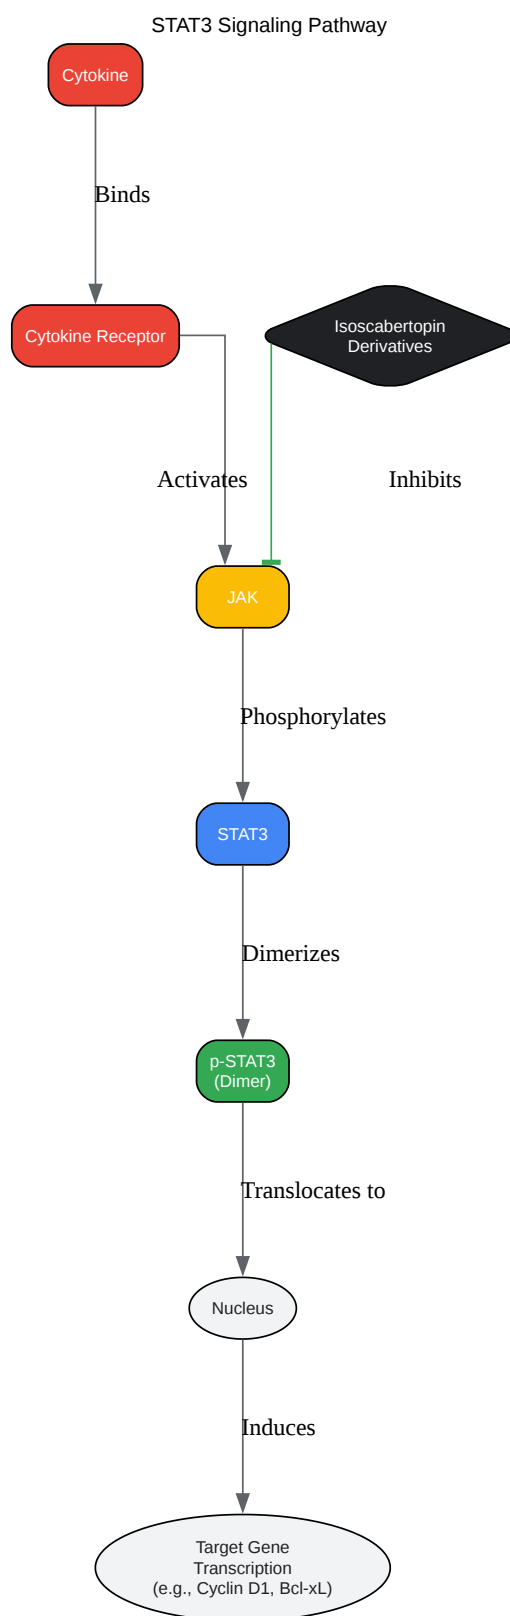 STAT3 Signaling Pathway
Cytokine
Binds
Cytokine Receptor
Isoscabertopin
Derivatives
Activates
Inhibits
JAK
Phosphorylates
STAT3
Dimerizes
p-STAT3
(Dimer)
Translocates to
Nucleus
Induces
Target Gene
Transcription
(e.g., Cyclin D1, Bcl-xL)